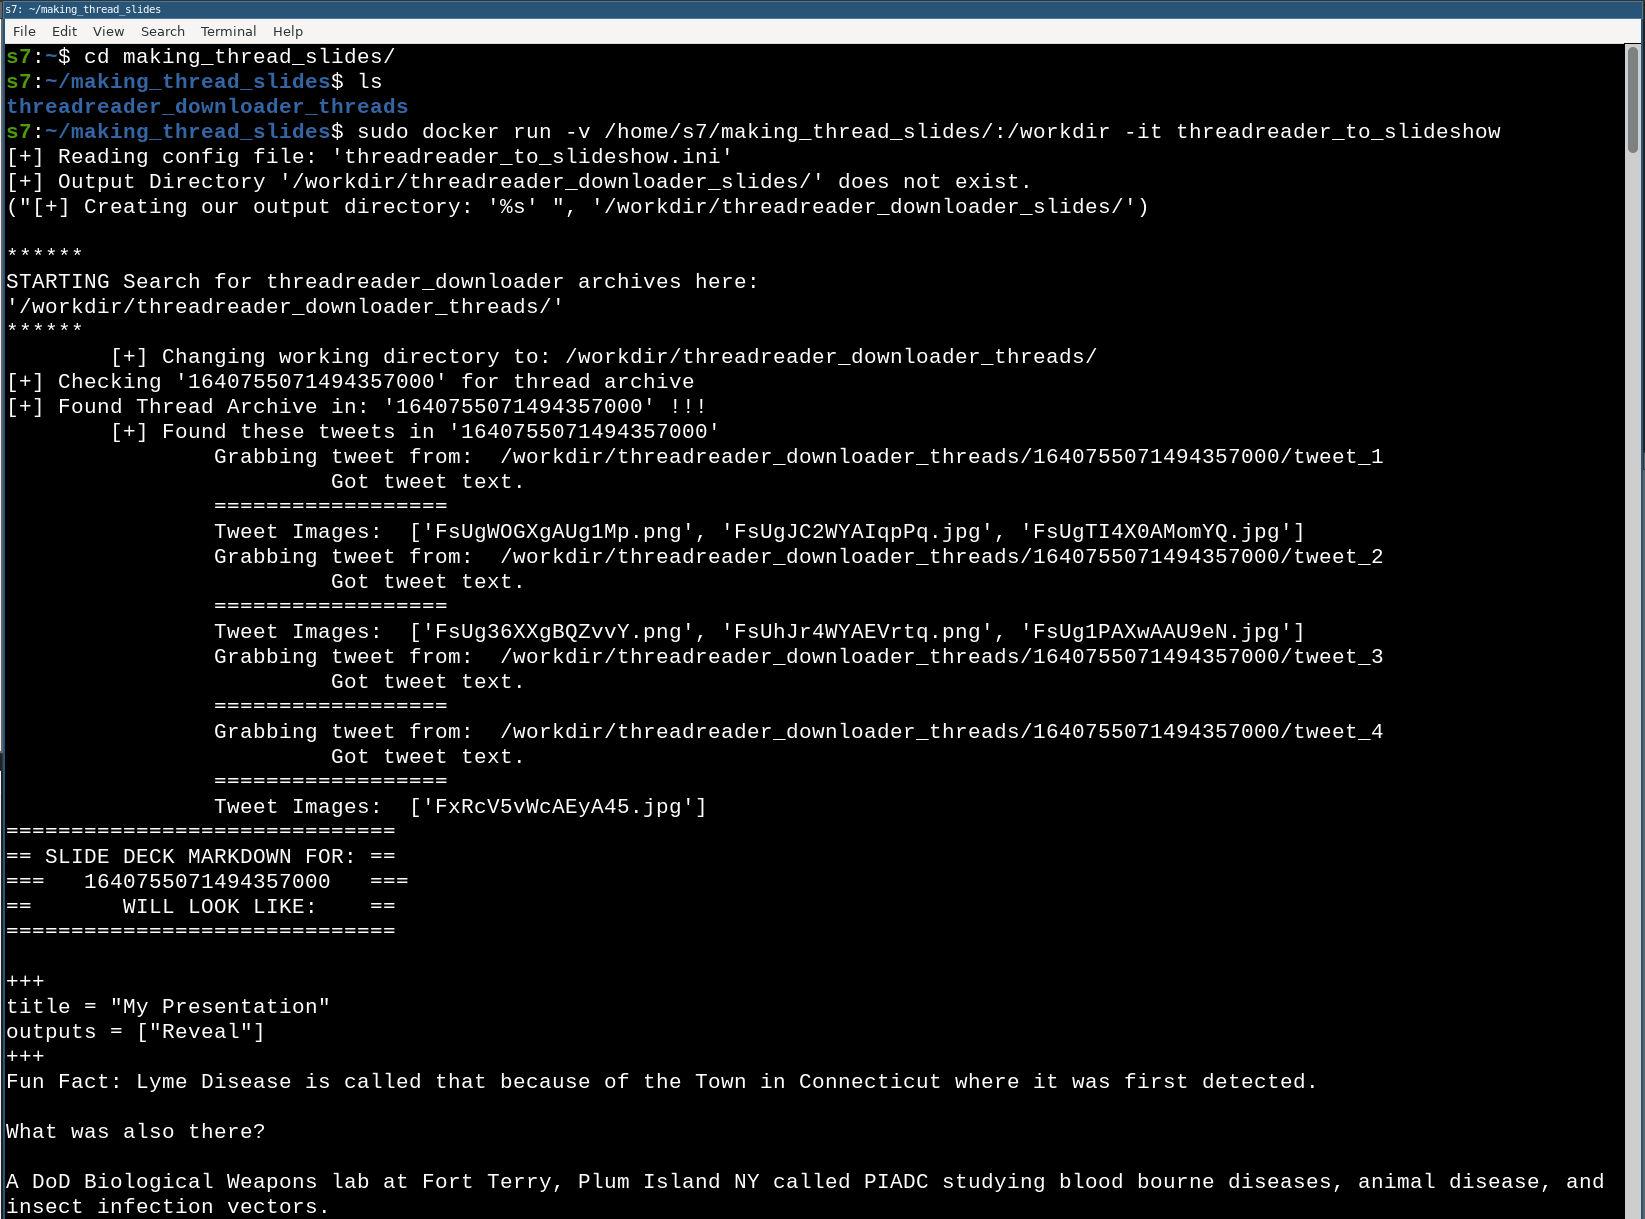 s7: ~/making_thread_slides
File Edit View Search Terminal Help
s7:~$ cd making_thread_slides/
s7:~/making_thread_slides$ ls
threadreader_downloader_threads
s7:~/making_thread_slides$ sudo docker run -v /home/s7/making_thread_slides/:/workdir -it threadreader_to_slideshow
[+] Reading config file: 'threadreader_to_slideshow.ini'
[+] Output Directory '/workdir/threadreader_downloader_slides/' does not exist.
("[+] Creating our output directory: '%s' ", '/workdir/threadreader_downloader_slides/')

******
STARTING Search for threadreader_downloader archives here:
'/workdir/threadreader_downloader_threads/'
******
        [+] Changing working directory to: /workdir/threadreader_downloader_threads/
[+] Checking '1640755071494357000' for thread archive
[+] Found Thread Archive in: '1640755071494357000' !!!
        [+] Found these tweets in '1640755071494357000'
                Grabbing tweet from:  /workdir/threadreader_downloader_threads/1640755071494357000/tweet_1
                         Got tweet text.
                ==================
                Tweet Images:  ['FsUgWOGXgAUg1Mp.png', 'FsUgJC2WYAIqpPq.jpg', 'FsUgTI4X0AMomYQ.jpg']
                Grabbing tweet from:  /workdir/threadreader_downloader_threads/1640755071494357000/tweet_2
                         Got tweet text.
                ==================
                Tweet Images:  ['FsUg36XXgBQZvvY.png', 'FsUhJr4WYAEVrtq.png', 'FsUg1PAXwAAU9eN.jpg']
                Grabbing tweet from:  /workdir/threadreader_downloader_threads/1640755071494357000/tweet_3
                         Got tweet text.
                ==================
                Grabbing tweet from:  /workdir/threadreader_downloader_threads/1640755071494357000/tweet_4
                         Got tweet text.
                ==================
                Tweet Images:  ['FxRcV5vWcAEyA45.jpg']
==============================
== SLIDE DECK MARKDOWN FOR: ==
===   1640755071494357000   ===
==       WILL LOOK LIKE:    ==
==============================

+++
title = "My Presentation"
outputs = ["Reveal"]
+++
Fun Fact: Lyme Disease is called that because of the Town in Connecticut where it was first detected.

What was also there?

A DoD Biological Weapons lab at Fort Terry, Plum Island NY called PIADC studying blood bourne diseases, animal disease, and
insect infection vectors.